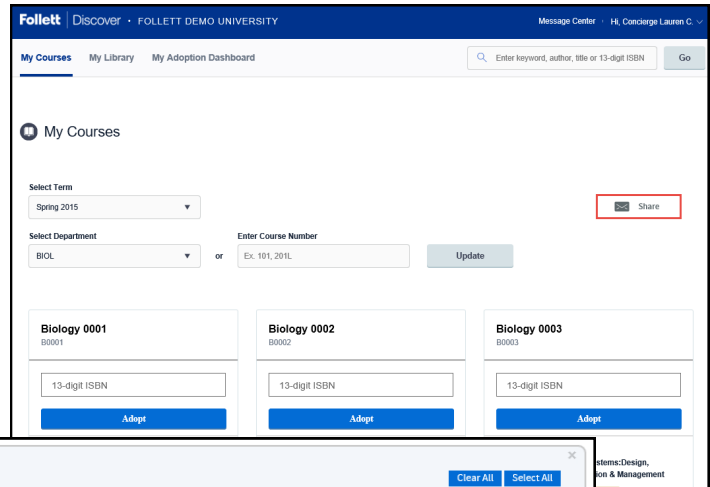 Follett | Discover · FOLLETT DEMO UNIVERSITY
Message Center · Hi, Concierge Lauren C.
My Courses My Library My Adoption Dashboard
Enter keyword, author, title or 13-digit ISBN Go
My Courses
Select Term
Spring 2015
Share
Select Department Enter Course Number
BIOL or Ex. 101, 201L Update
Biology 0001 Biology 0002 Biology 0003
B0001 B0002 B0003
13-digit ISBN 13-digit ISBN 13-digit ISBN
Adopt Adopt Adopt
stems:Design,
ion & Management
Clear All Select All